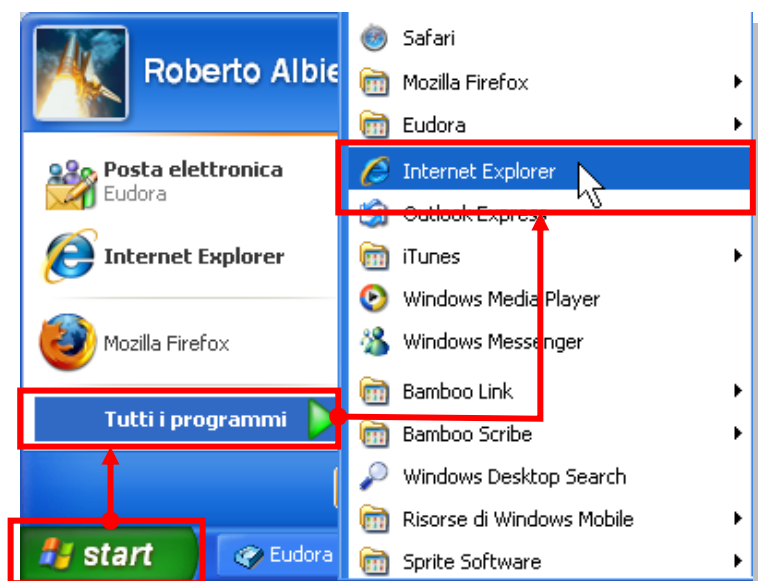 Roberto Albie
Posta elettronica
Eudora
Internet Explorer
Mozilla Firefox
Tutti i programmi
start
Eudora
Safari
Mozilla Firefox
Eudora
Internet Explorer
Outlook Express
iTunes
Windows Media Player
Windows Messenger
Bamboo Link
Bamboo Scribe
Windows Desktop Search
Risorse di Windows Mobile
Sprite Software